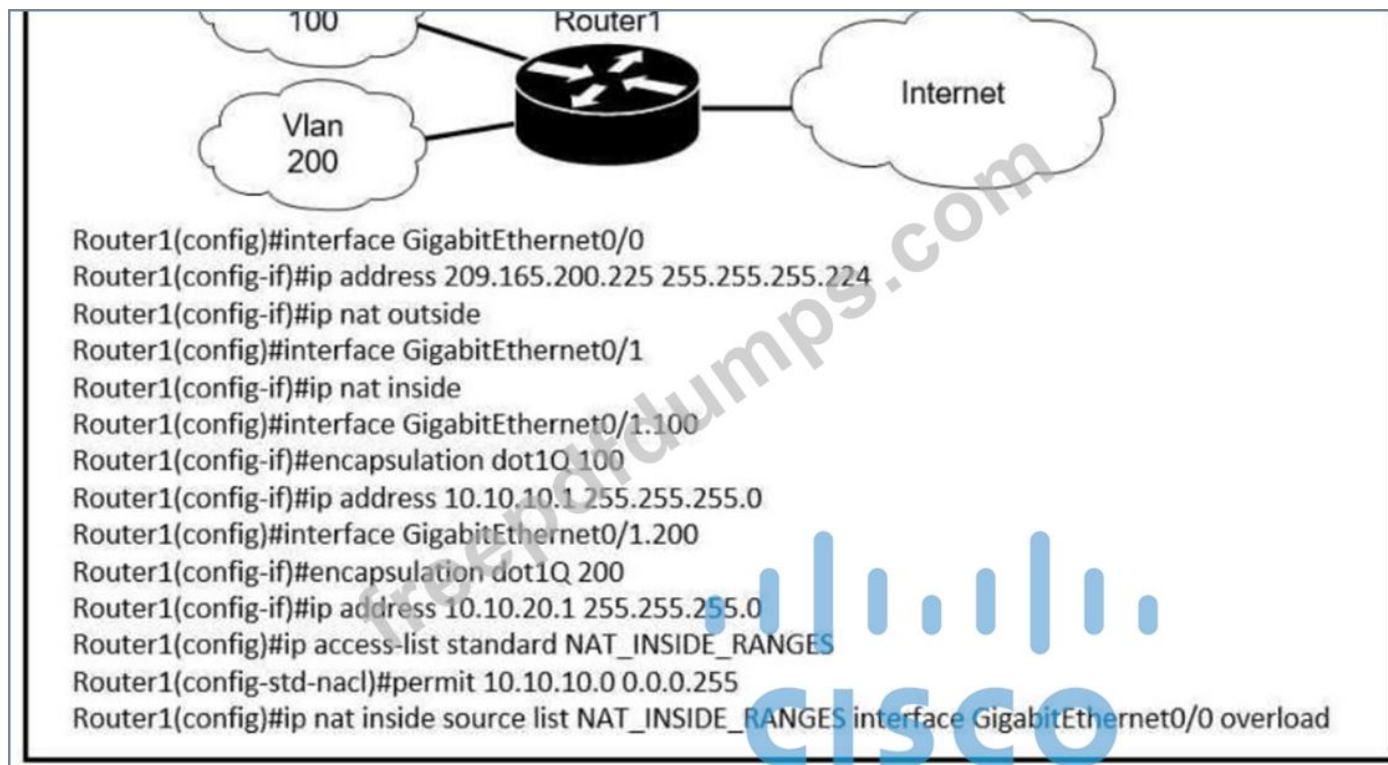 100
Router1
Internet
Vlan
200
Router1(config)#interface GigabitEthernet0/0
Router1(config-if)#ip address 209.165.200.225 255.255.255.224
Router1(config-if)#ip nat outside
Router1(config)#interface GigabitEthernet0/1
Router1(config-if)#ip nat inside
Router1(config)#interface GigabitEthernet0/1.100
Router1(config-if)#encapsulation dot1Q 100
Router1(config-if)#ip address 10.10.10.1 255.255.255.0
Router1(config)#interface GigabitEthernet0/1.200
Router1(config-if)#encapsulation dot1Q 200
Router1(config-if)#ip address 10.10.20.1 255.255.255.0
Router1(config)#ip access-list standard NAT_INSIDE_RANGES
Router1(config-std-nacl)#permit 10.10.10.0 0.0.0.255
Router1(config)#ip nat inside source list NAT_INSIDE_RANGES interface GigabitEthernet0/0 overload
freepdfdumps.com
CISCO